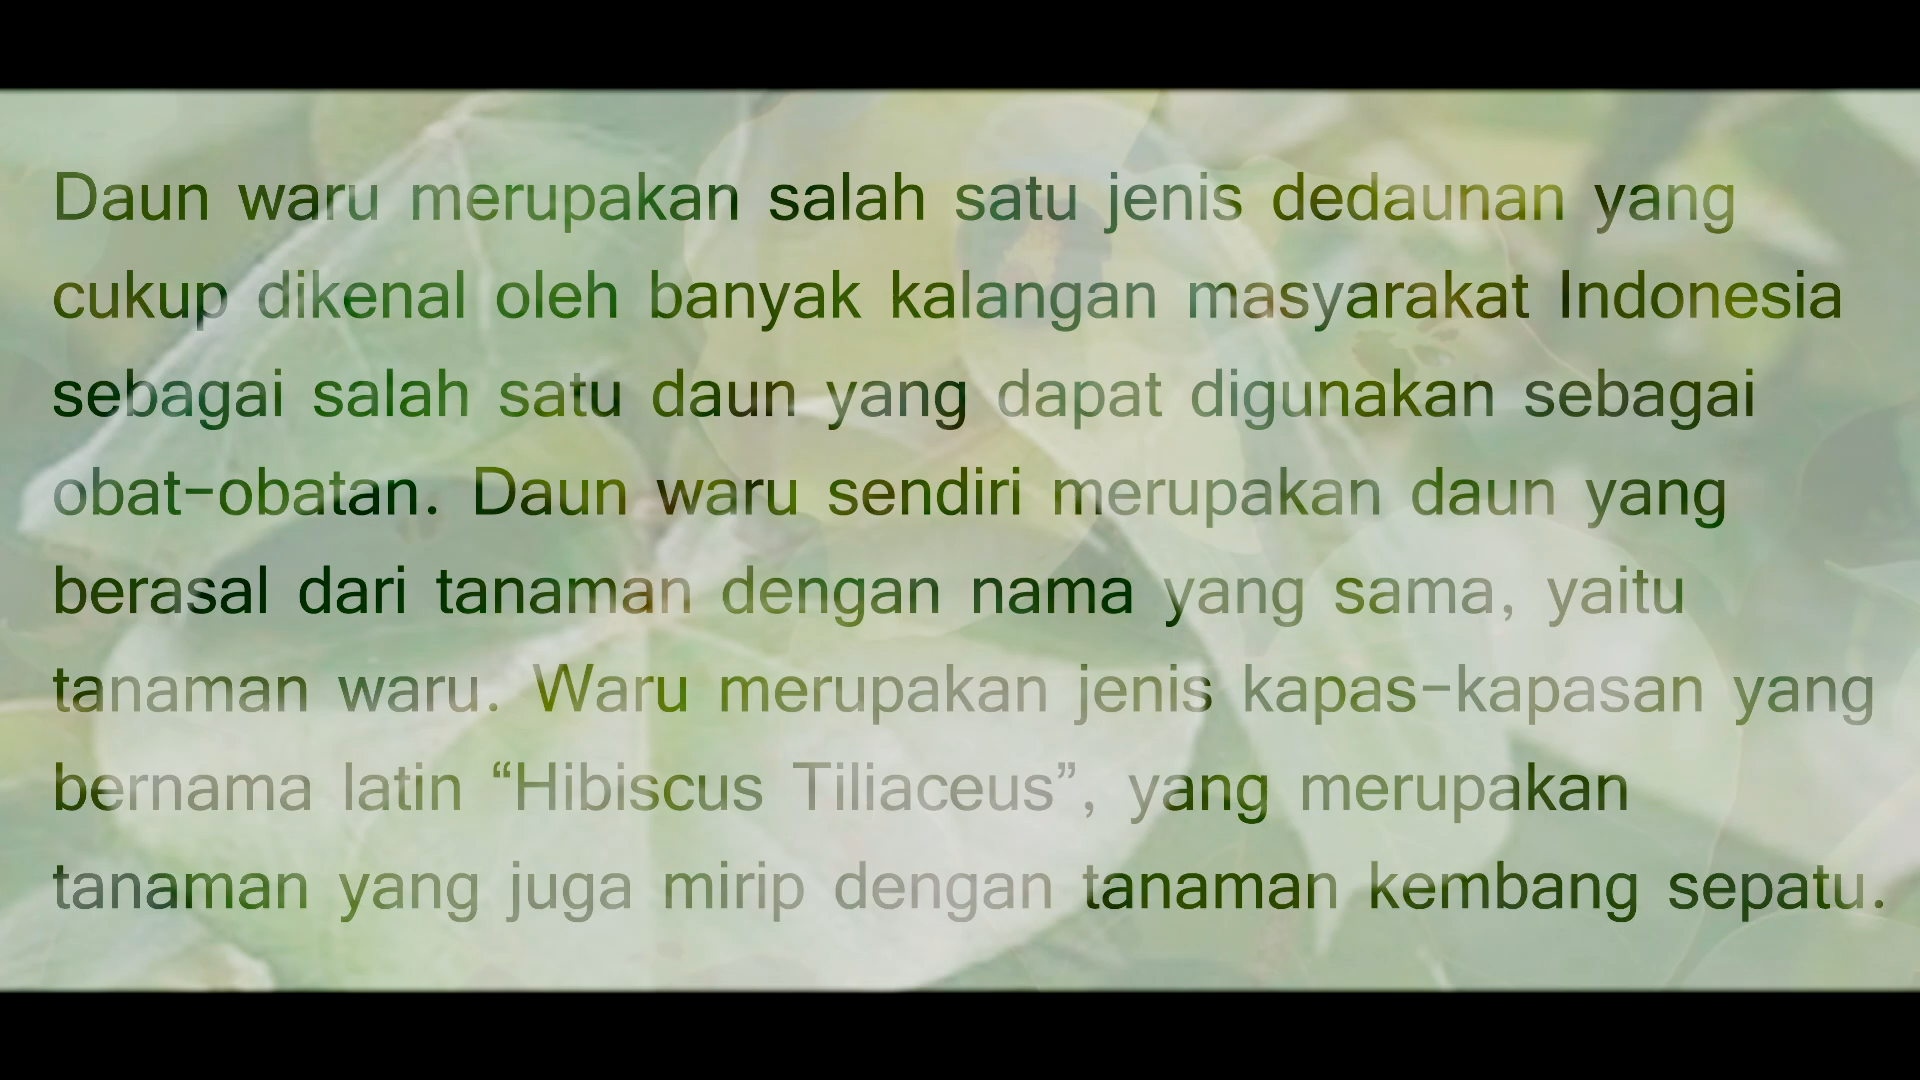 Daun waru merupakan salah satu jenis dedaunan yang
cukup dikenal oleh banyak kalangan masyarakat Indonesia
sebagai salah satu daun yang dapat digunakan sebagai
obat-obatan. Daun waru sendiri merupakan daun yang
berasal dari tanaman dengan nama yang sama, yaitu
tanaman waru. Waru merupakan jenis kapas-kapasan yang
bernama latin “Hibiscus Tiliaceus”, yang merupakan
tanaman yang juga mirip dengan tanaman kembang sepatu.